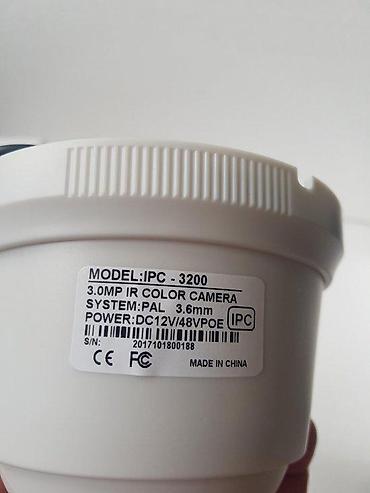 MODEL:IPC - 3200
3.0MP IR COLOR CAMERA
SYSTEM:PAL 3.6mm
POWER:DC12V/48VPOE IPC
S/N: 2017101800188
CE FC MADE IN CHINA